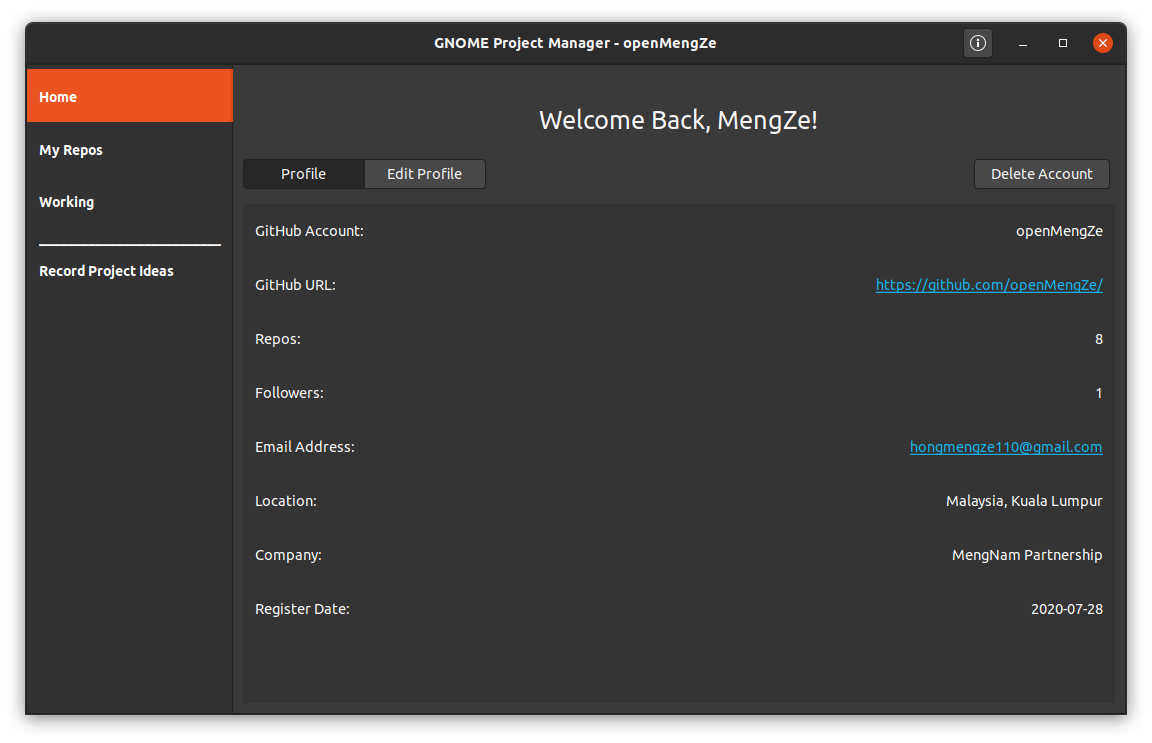 GNOME Project Manager - openMengZe
Home
My Repos
Working
Record Project Ideas
Welcome Back, MengZe!
Profile Edit Profile Delete Account
GitHub Account: openMengZe
GitHub URL: https://github.com/openMengZe/
Repos: 8
Followers: 1
Email Address: hongmengze110@gmail.com
Location: Malaysia, Kuala Lumpur
Company: MengNam Partnership
Register Date: 2020-07-28